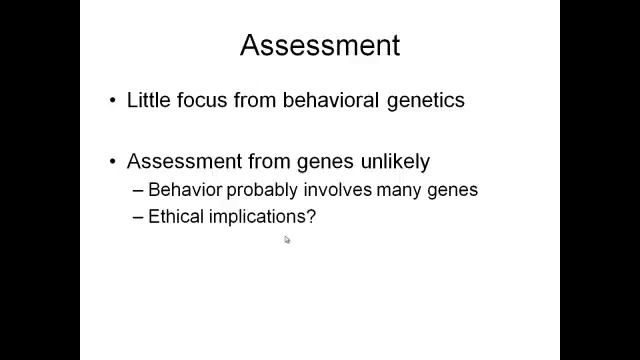 Assessment
• Little focus from behavioral genetics
• Assessment from genes unlikely
– Behavior probably involves many genes
– Ethical implications?